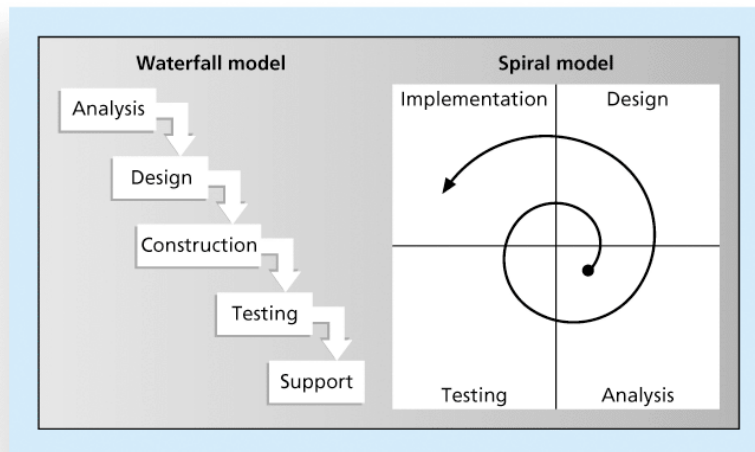 Waterfall model
Analysis
Design
Construction
Testing
Support
Spiral model
Implementation
Design
Testing
Analysis